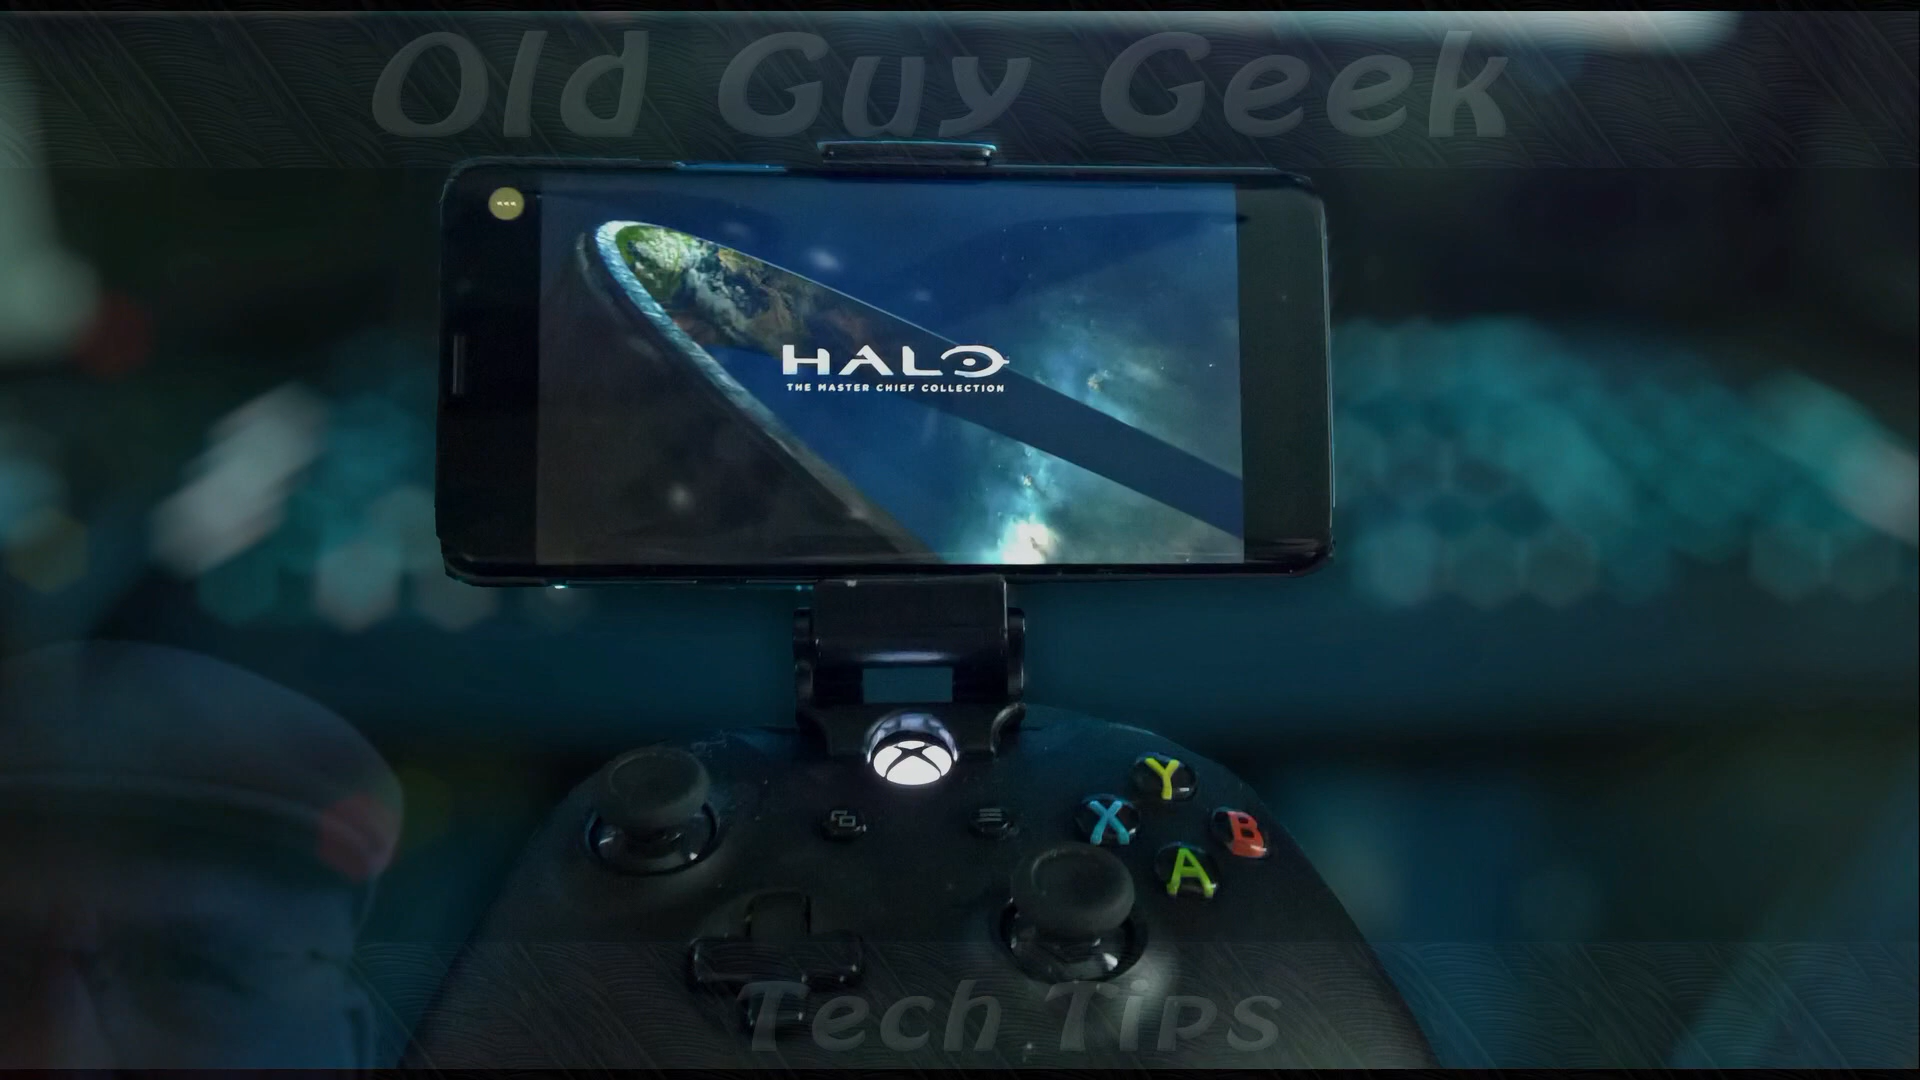 Old Guy Geek
HALO
THE MASTER CHIEF COLLECTION
Y
X
B
A
Tech Tips